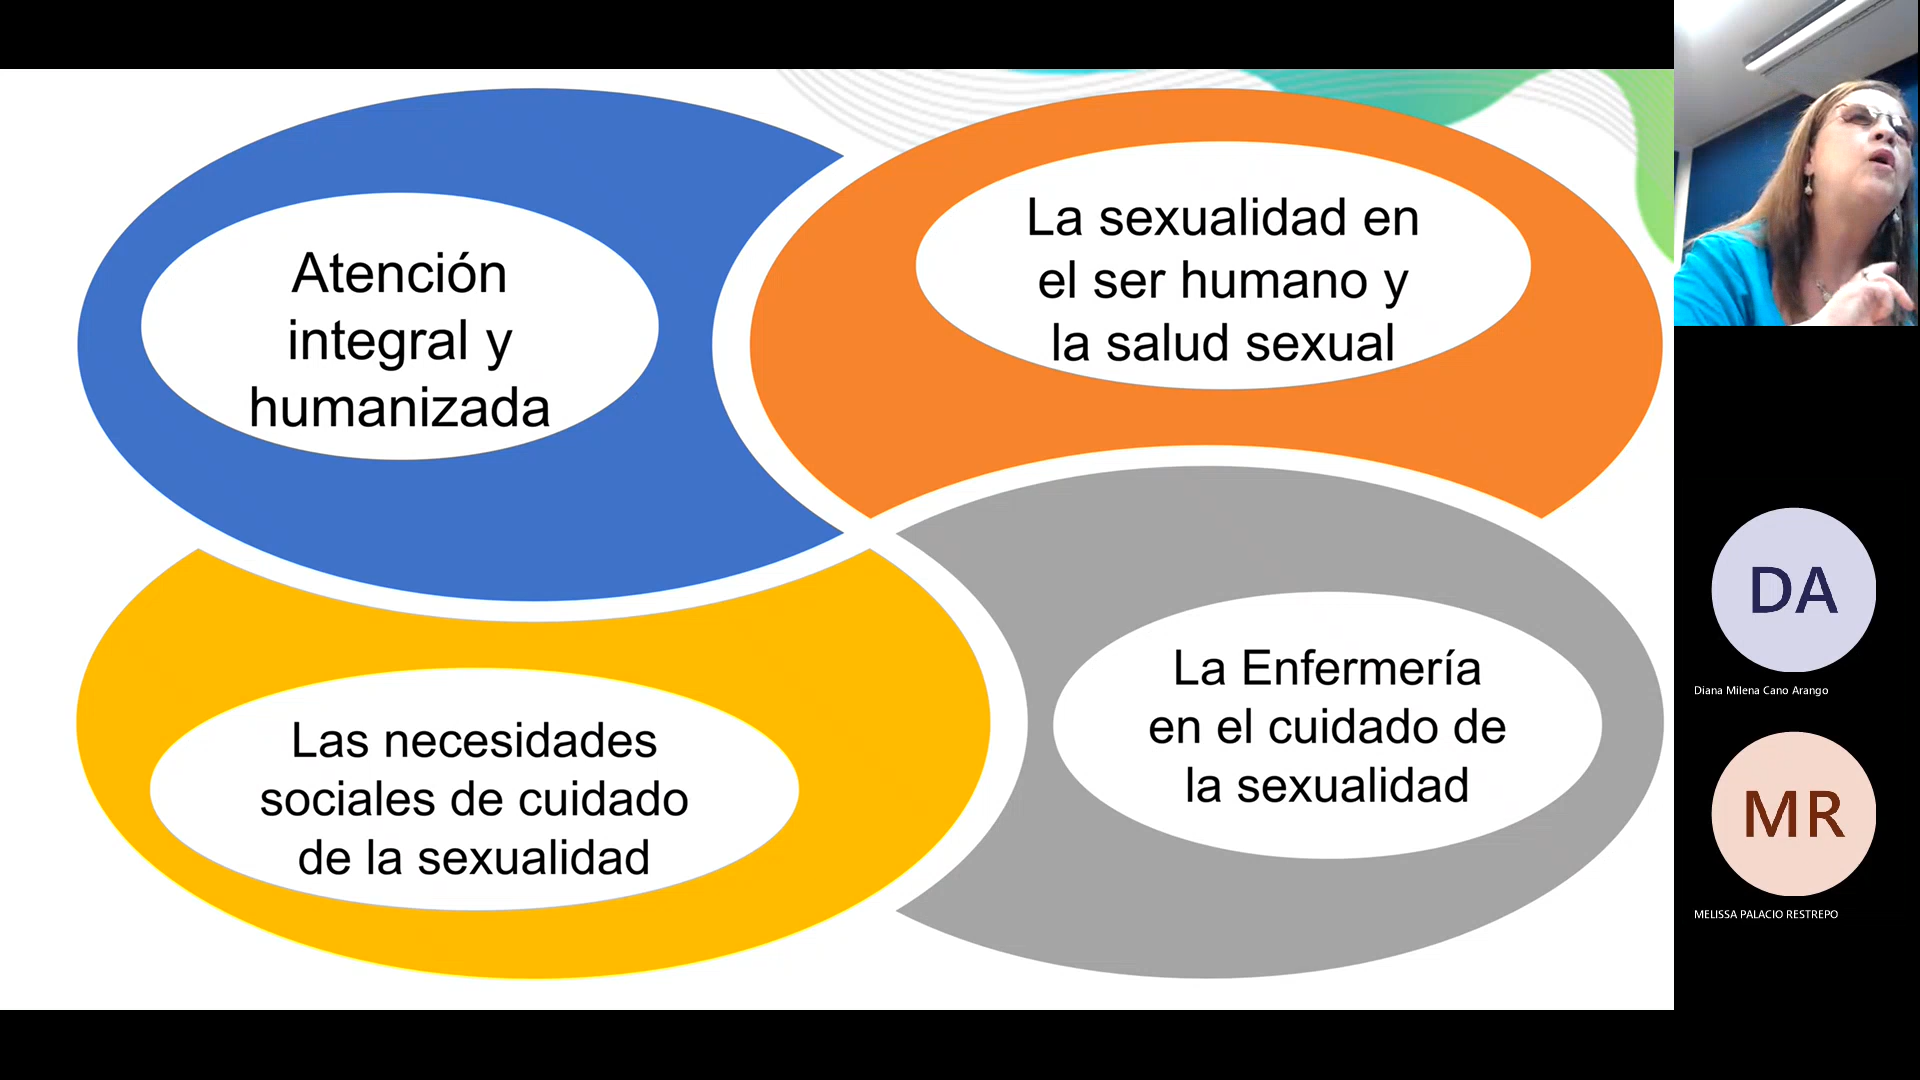 Atención
integral y
humanizada
La sexualidad en
el ser humano y
la salud sexual
Las necesidades
sociales de cuidado
de la sexualidad
La Enfermería
en el cuidado de
la sexualidad
DA
Diana Milena Cano Arango
MR
MELISSA PALACIO RESTREPO